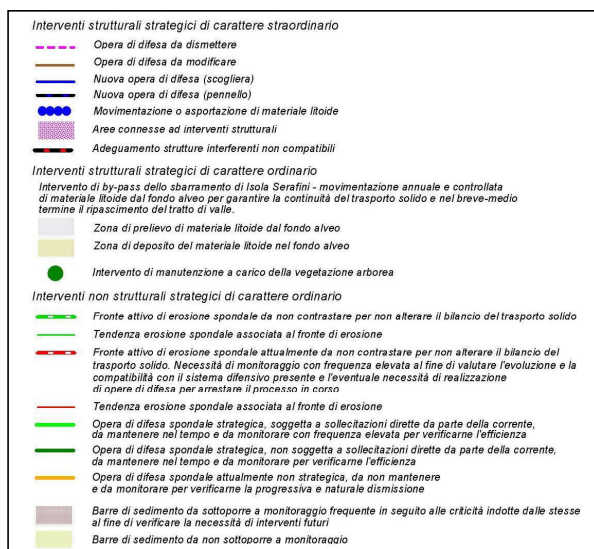 Interventi strutturali strategici di carattere straordinario
Opera di difesa da dismettere
Opera di difesa da modificare
Nuova opera di difesa (scogliera)
Nuova opera di difesa (pennello)
Movimentazione o asportazione di materiale litoide
Aree connesse ad interventi strutturali
Adeguamento strutture interferenti non compatibili
Interventi strutturali strategici di carattere ordinario
Intervento di by-pass dello sbarramento di Isola Serafini - movimentazione annuale e controllata
di materiale litoide dal fondo alveo per garantire la continuità del trasporto solido e nel breve-medio
termine il ripascimento del tratto di valle.
Zona di prelievo di materiale litoide dal fondo alveo
Zona di deposito del materiale litoide nel fondo alveo
Intervento di manutenzione a carico della vegetazione arborea
Interventi non strutturali strategici di carattere ordinario
Fronte attivo di erosione spondale da non contrastare per non alterare il bilancio del trasporto solido
Tendenza erosione spondale associata al fronte di erosione
Fronte attivo di erosione spondale attualmente da non contrastare per non alterare il bilancio del
trasporto solido. Necessità di monitoraggio con frequenza elevata al fine di valutare l'evoluzione e la
compatibilità con il sistema difensivo presente e l'eventuale necessità di realizzazione
di opere di difesa per arrestare il processo in corso
Tendenza erosione spondale associata al fronte di erosione
Opera di difesa spondale strategica, soggetta a sollecitazioni dirette da parte della corrente,
da mantenere nel tempo e da monitorare con frequenza elevata per verificarne l'efficienza
Opera di difesa spondale strategica, non soggetta a sollecitazioni dirette da parte della corrente,
da mantenere nel tempo e da monitorare per verificarne l'efficienza
Opera di difesa spondale attualmente non strategica, da non mantenere
e da monitorare per verificarne la progressiva e naturale dismissione
Barre di sedimento da sottoporre a monitoraggio frequente in seguito alle criticità indotte dalle stesse
al fine di verificare la necessità di interventi futuri
Barre di sedimento da non sottoporre a monitoraggio